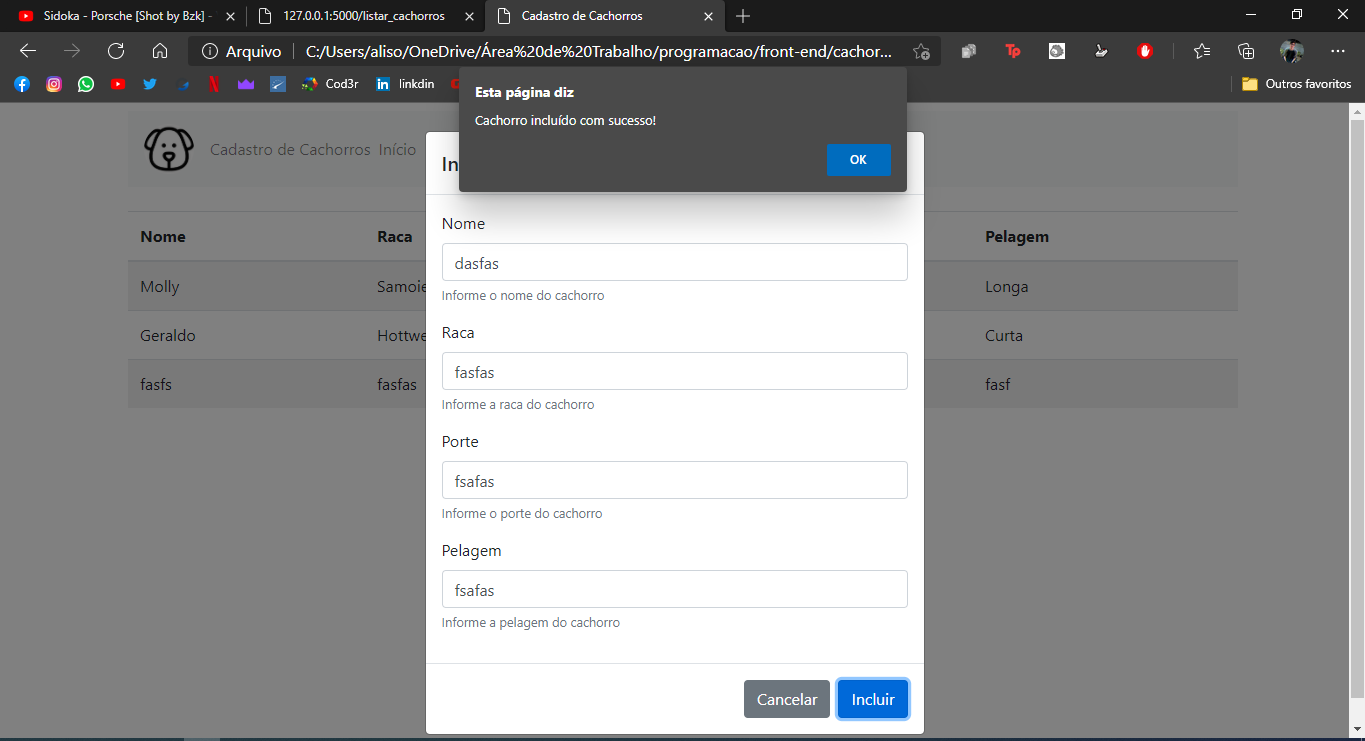 Sidoka - Porsche [Shot by Bzk] -
127.0.0.1:5000/listar_cachorros
Cadastro de Cachorros
Arquivo
C:/Users/aliso/OneDrive/Área%20de%20Trabalho/programacao/front-end/cachor...
Tp
Cod3r
linkdin
Outros favoritos
Esta página diz
Cachorro incluído com sucesso!
OK
Cadastro de Cachorros Início
In
Nome Raca Pelagem
Molly Samoie Longa
Geraldo Hottwe Curta
fasfs fasfas fasf
Nome
dasfas
Informe o nome do cachorro
Raca
fasfas
Informe a raca do cachorro
Porte
fsafas
Informe o porte do cachorro
Pelagem
fsafas
Informe a pelagem do cachorro
Cancelar Incluir